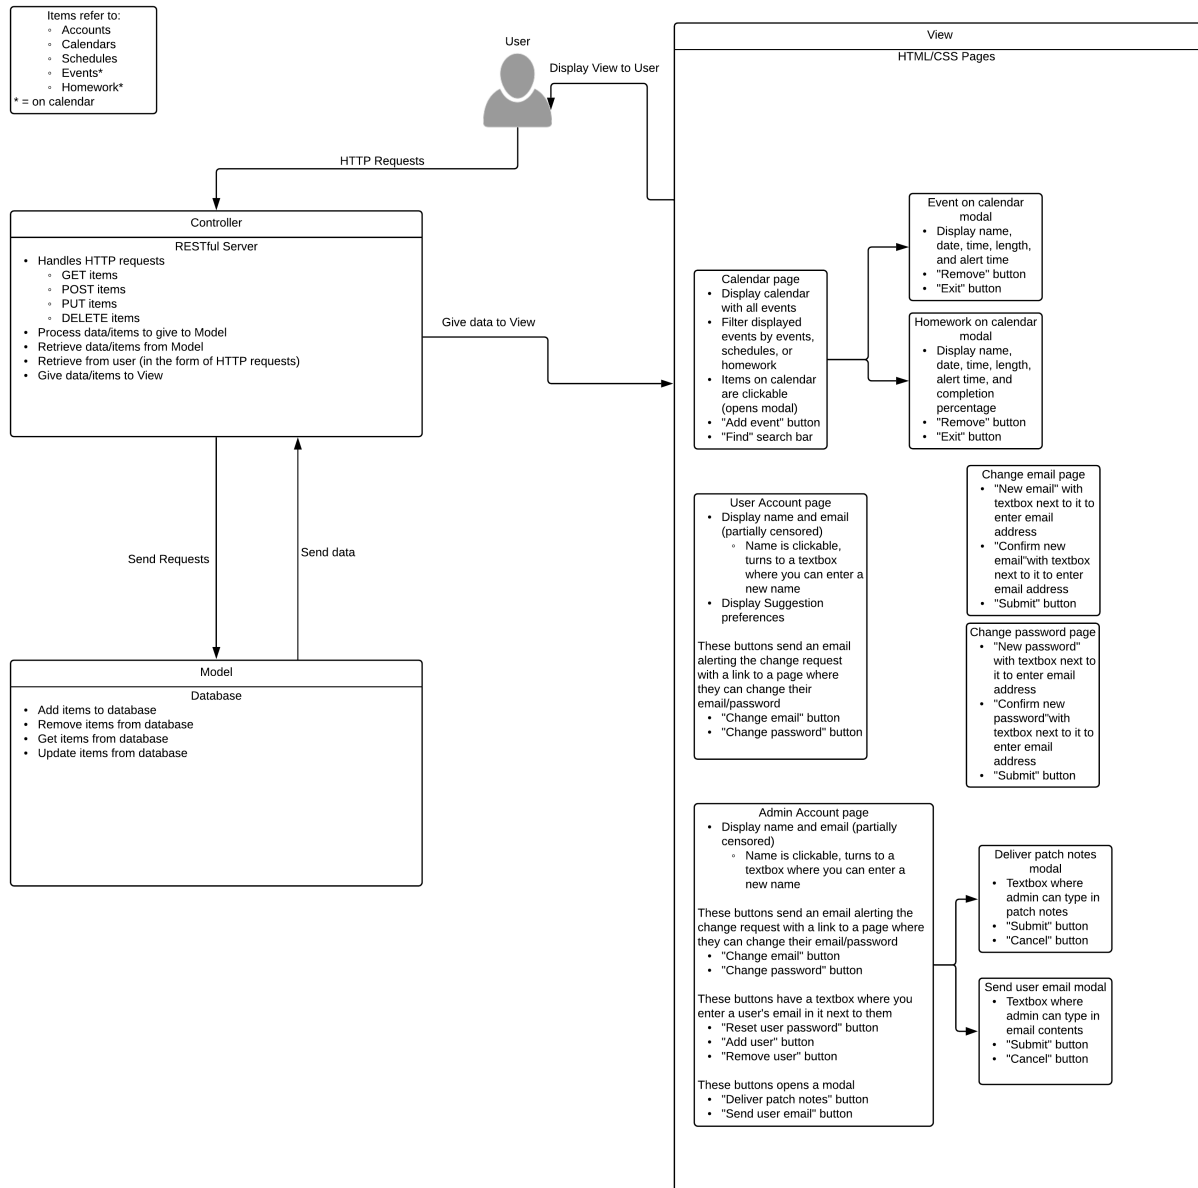 Items refer to:
◦ Accounts
◦ Calendars
◦ Schedules
◦ Events*
◦ Homework*
* = on calendar
User
Display View to User
HTTP Requests
Controller
RESTful Server
• Handles HTTP requests
◦ GET items
◦ POST items
◦ PUT items
◦ DELETE items
• Process data/items to give to Model
• Retrieve data/items from Model
• Retrieve from user (in the form of HTTP requests)
• Give data/items to View
Give data to View
Send Requests
Send data
Model
Database
• Add items to database
• Remove items from database
• Get items from database
• Update items from database
View
HTML/CSS Pages
Calendar page
• Display calendar
with all events
• Filter displayed
events by events,
schedules, or
homework
• Items on calendar
are clickable
(opens modal)
• "Add event" button
• "Find" search bar
Event on calendar
modal
• Display name,
date, time, length,
and alert time
• "Remove" button
• "Exit" button
Homework on calendar
modal
• Display name,
date, time, length,
alert time, and
completion
percentage
• "Remove" button
• "Exit" button
User Account page
• Display name and email
(partially censored)
◦ Name is clickable,
turns to a textbox
where you can enter a
new name
• Display Suggestion
preferences
These buttons send an email
alerting the change request
with a link to a page where
they can change their
email/password
• "Change email" button
• "Change password" button
Change email page
• "New email" with
textbox next to it to
enter email
address
• "Confirm new
email"with textbox
next to it to enter
email address
• "Submit" button
Change password page
• "New password"
with textbox next to
it to enter email
address
• "Confirm new
password"with
textbox next to it to
enter email
address
• "Submit" button
Admin Account page
• Display name and email (partially
censored)
◦ Name is clickable, turns to a
textbox where you can enter a
new name
These buttons send an email alerting the
change request with a link to a page where
they can change their email/password
• "Change email" button
• "Change password" button
These buttons have a textbox where you
enter a user's email in it next to them
• "Reset user password" button
• "Add user" button
• "Remove user" button
These buttons opens a modal
• "Deliver patch notes" button
• "Send user email" button
Deliver patch notes
modal
• Textbox where
admin can type in
patch notes
• "Submit" button
• "Cancel" button
Send user email modal
• Textbox where
admin can type in
email contents
• "Submit" button
• "Cancel" button